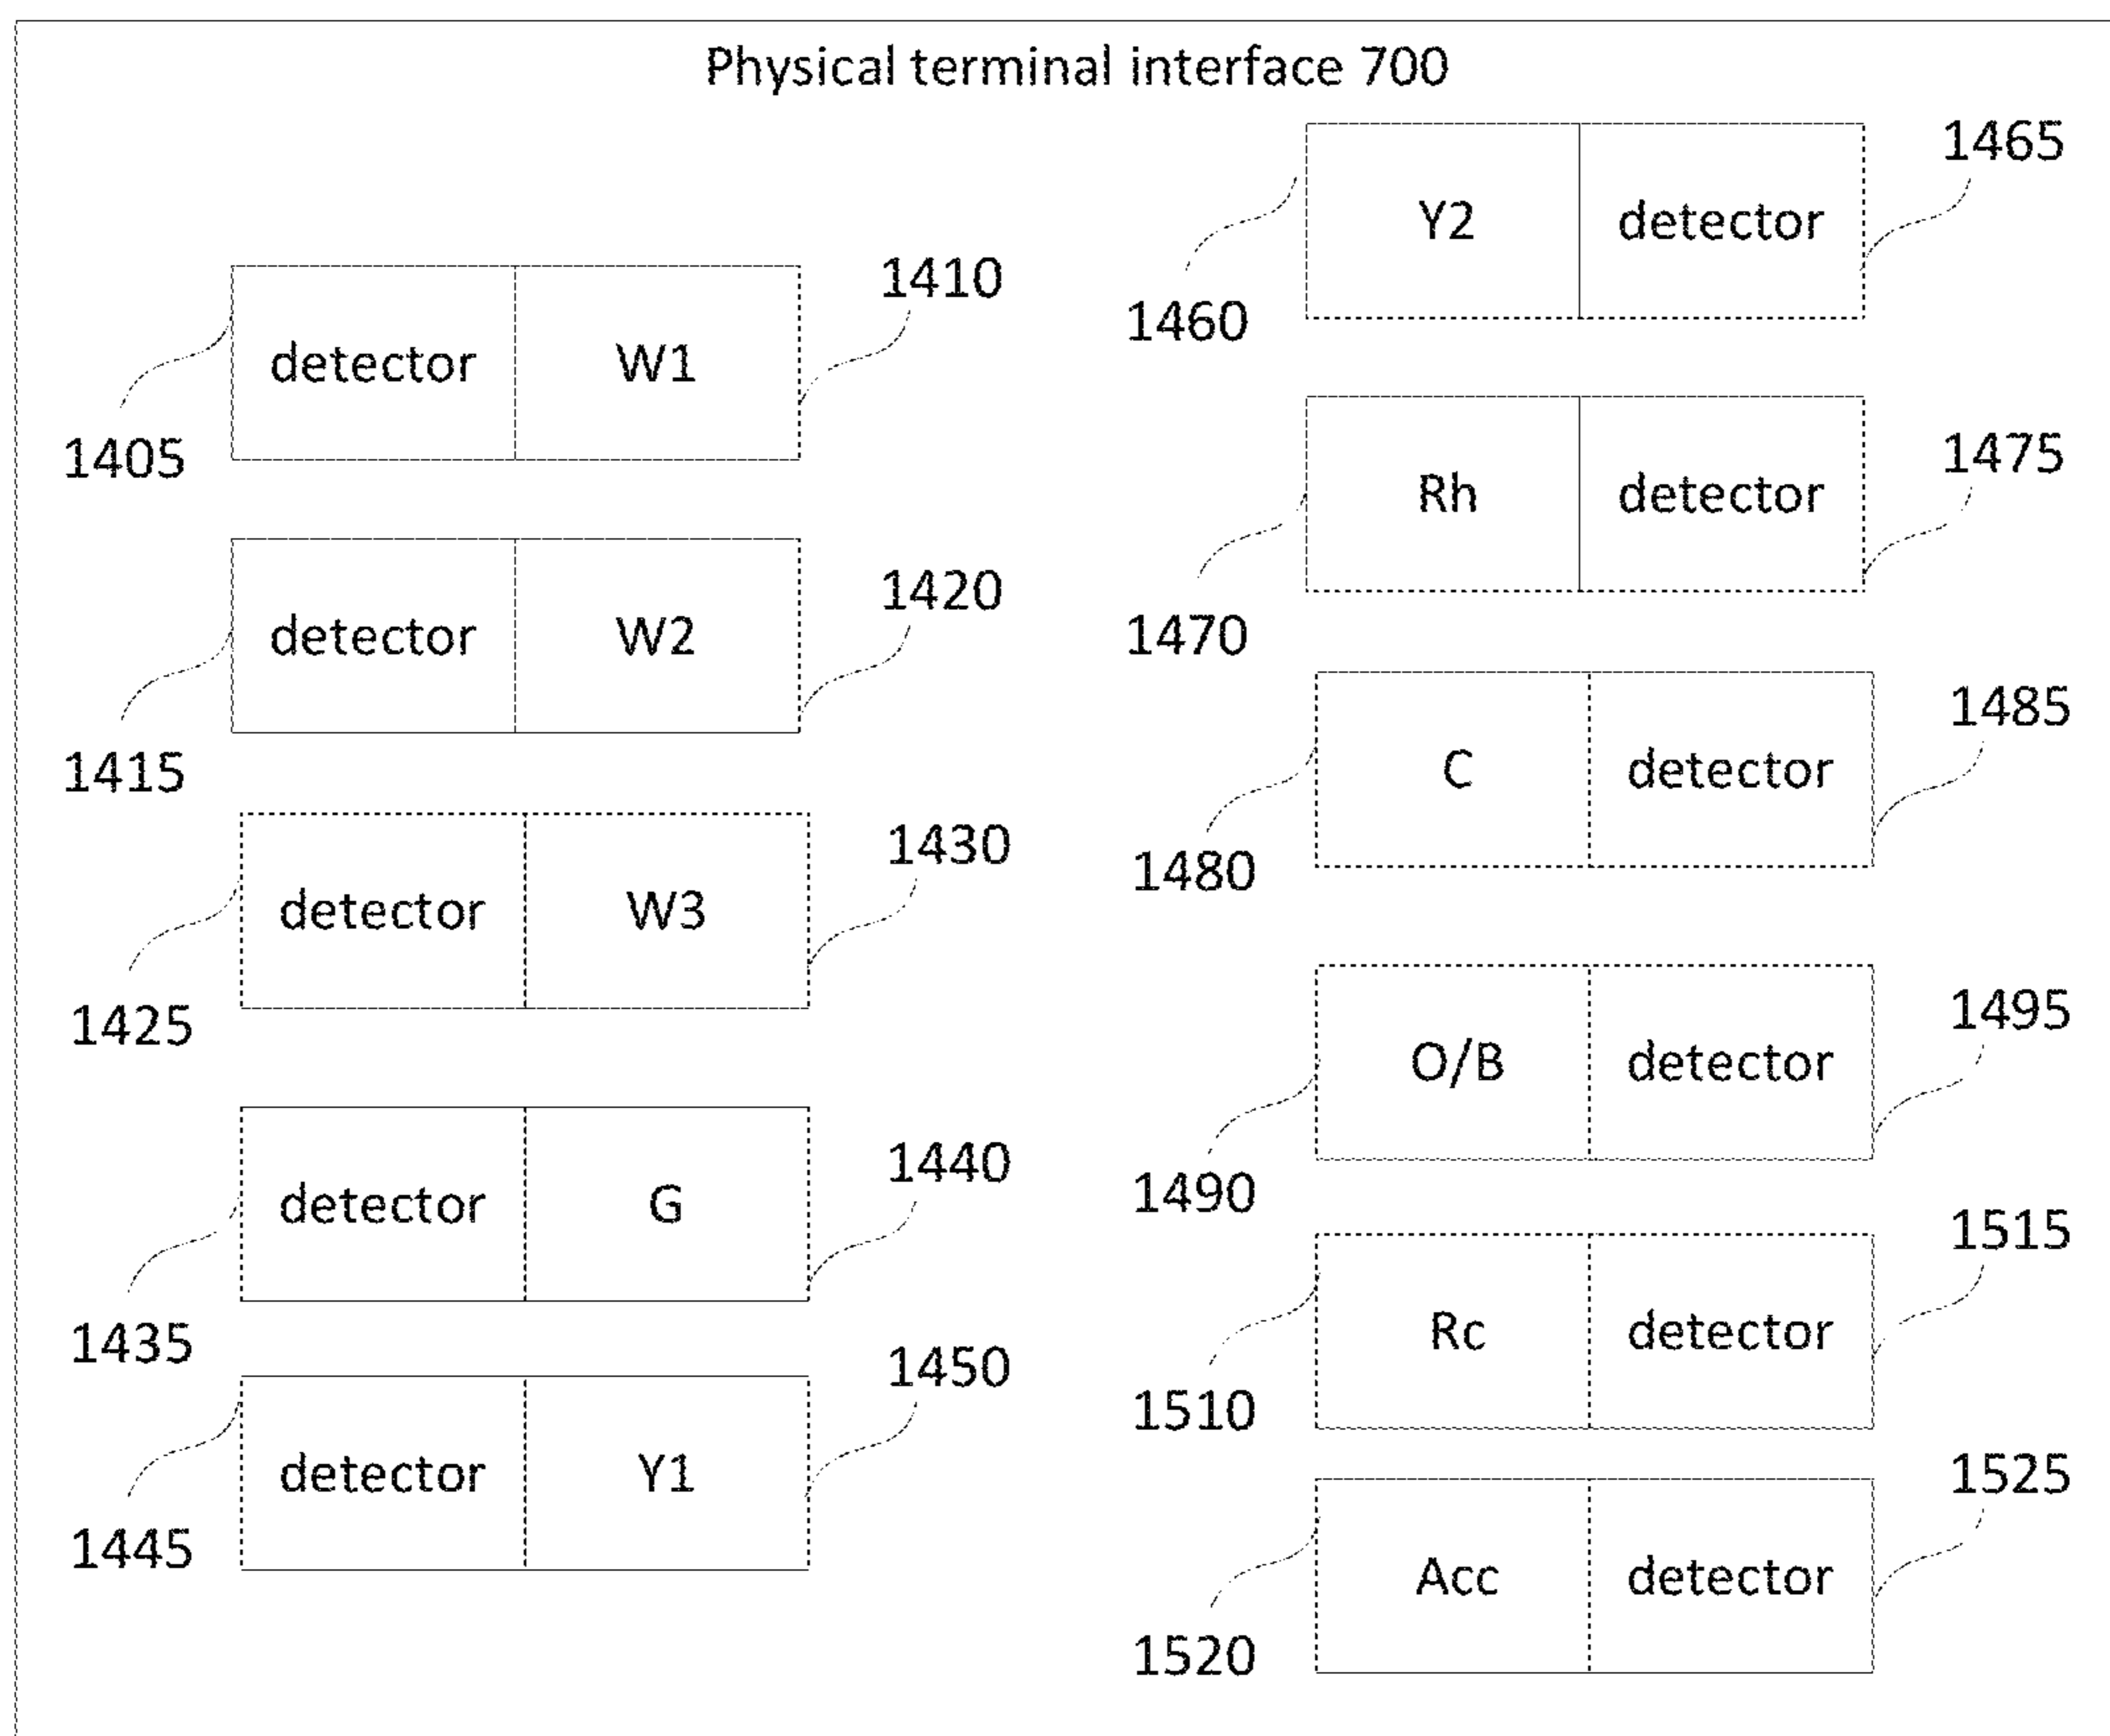 Physical terminal interface 700
detector W1
1405
1410
detector W2
1415
1420
detector W3
1425
1430
detector G
1435
1440
detector Y1
1445
1450
Y2 detector
1460
1465
Rh detector
1470
1475
C detector
1480
1485
O/B detector
1490
1495
Rc detector
1510
1515
Acc detector
1520
1525